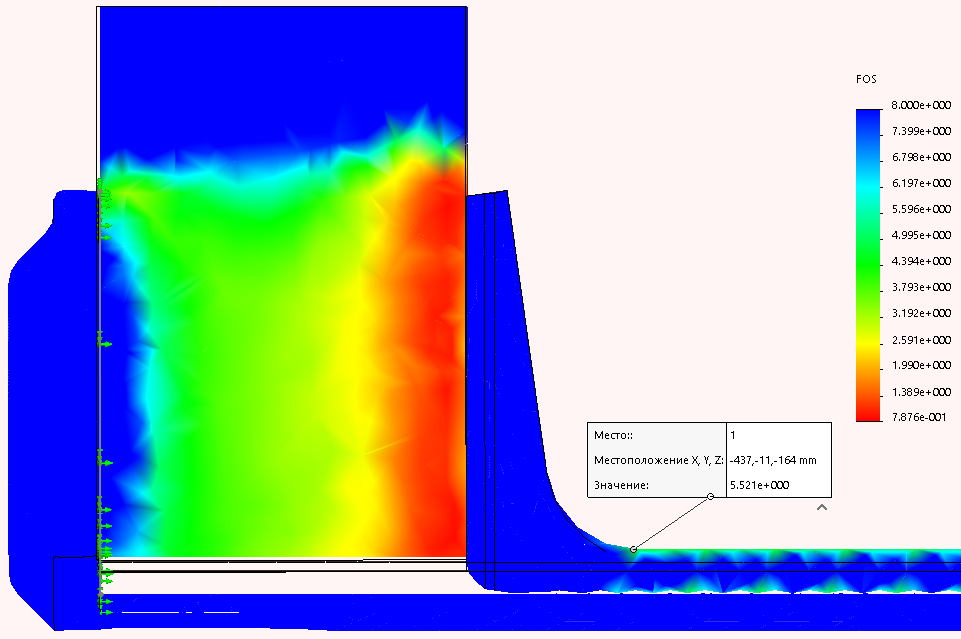 FOS
8.000e+000
7.399e+000
6.798e+000
6.197e+000
5.596e+000
4.995e+000
4.394e+000
3.793e+000
3.192e+000
2.591e+000
1.990e+000
1.389e+000
7.876e-001
Место:: 1
Местоположение X, Y, Z: -437,-11,-164 mm
Значение: 5.521e+000